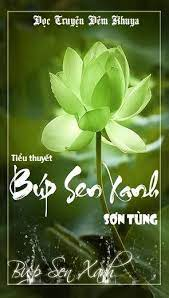 Đọc Truyện Đêm Khuya
Tiểu thuyết
Búp Sen Xanh
SƠN TÙNG
Búp Sen Xanh